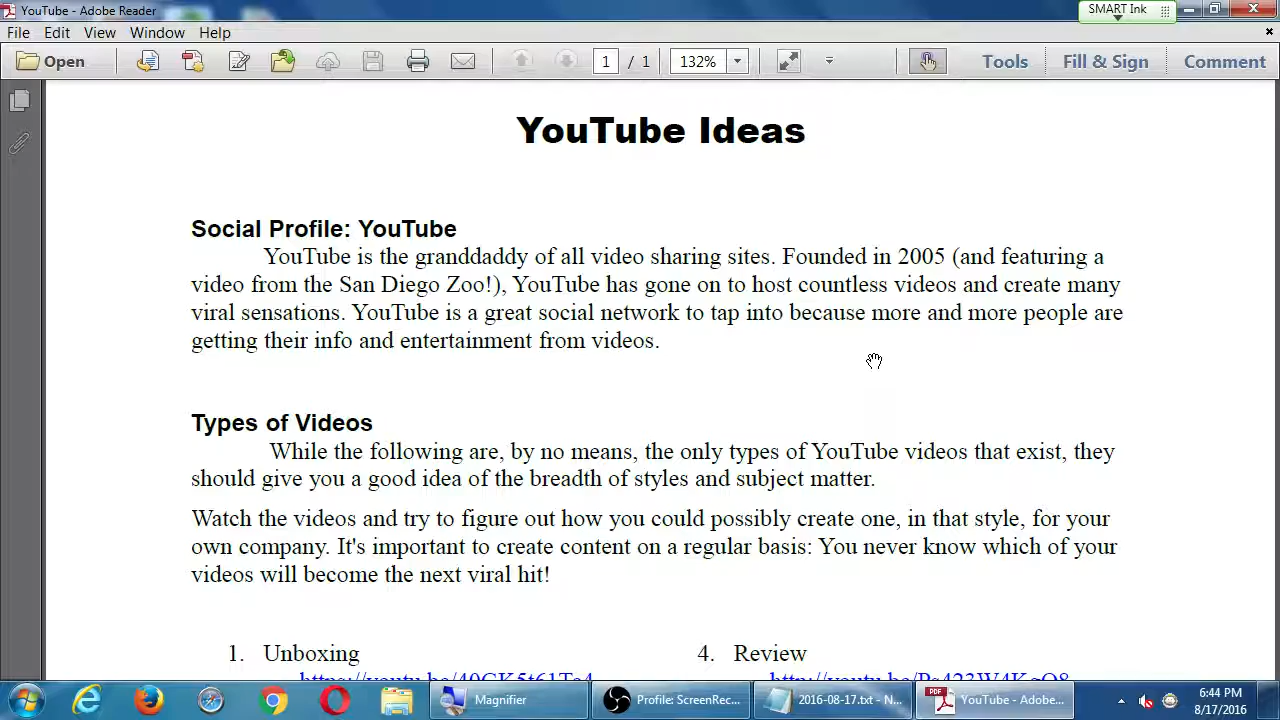 YouTube - Adobe Reader
SMART Ink
File Edit View Window Help
Open 1 / 1 132% Tools Fill & Sign Comment
YouTube Ideas
Social Profile: YouTube
YouTube is the granddaddy of all video sharing sites. Founded in 2005 (and featuring a
video from the San Diego Zoo!), YouTube has gone on to host countless videos and create many
viral sensations. YouTube is a great social network to tap into because more and more people are
getting their info and entertainment from videos.
Types of Videos
While the following are, by no means, the only types of YouTube videos that exist, they
should give you a good idea of the breadth of styles and subject matter.
Watch the videos and try to figure out how you could possibly create one, in that style, for your
own company. It's important to create content on a regular basis: You never know which of your
videos will become the next viral hit!
1. Unboxing
4. Review
Magnifier
Profile: ScreenRec...
2016-08-17.txt - N...
PDF
YouTube - Adobe...
6:44 PM
8/17/2016